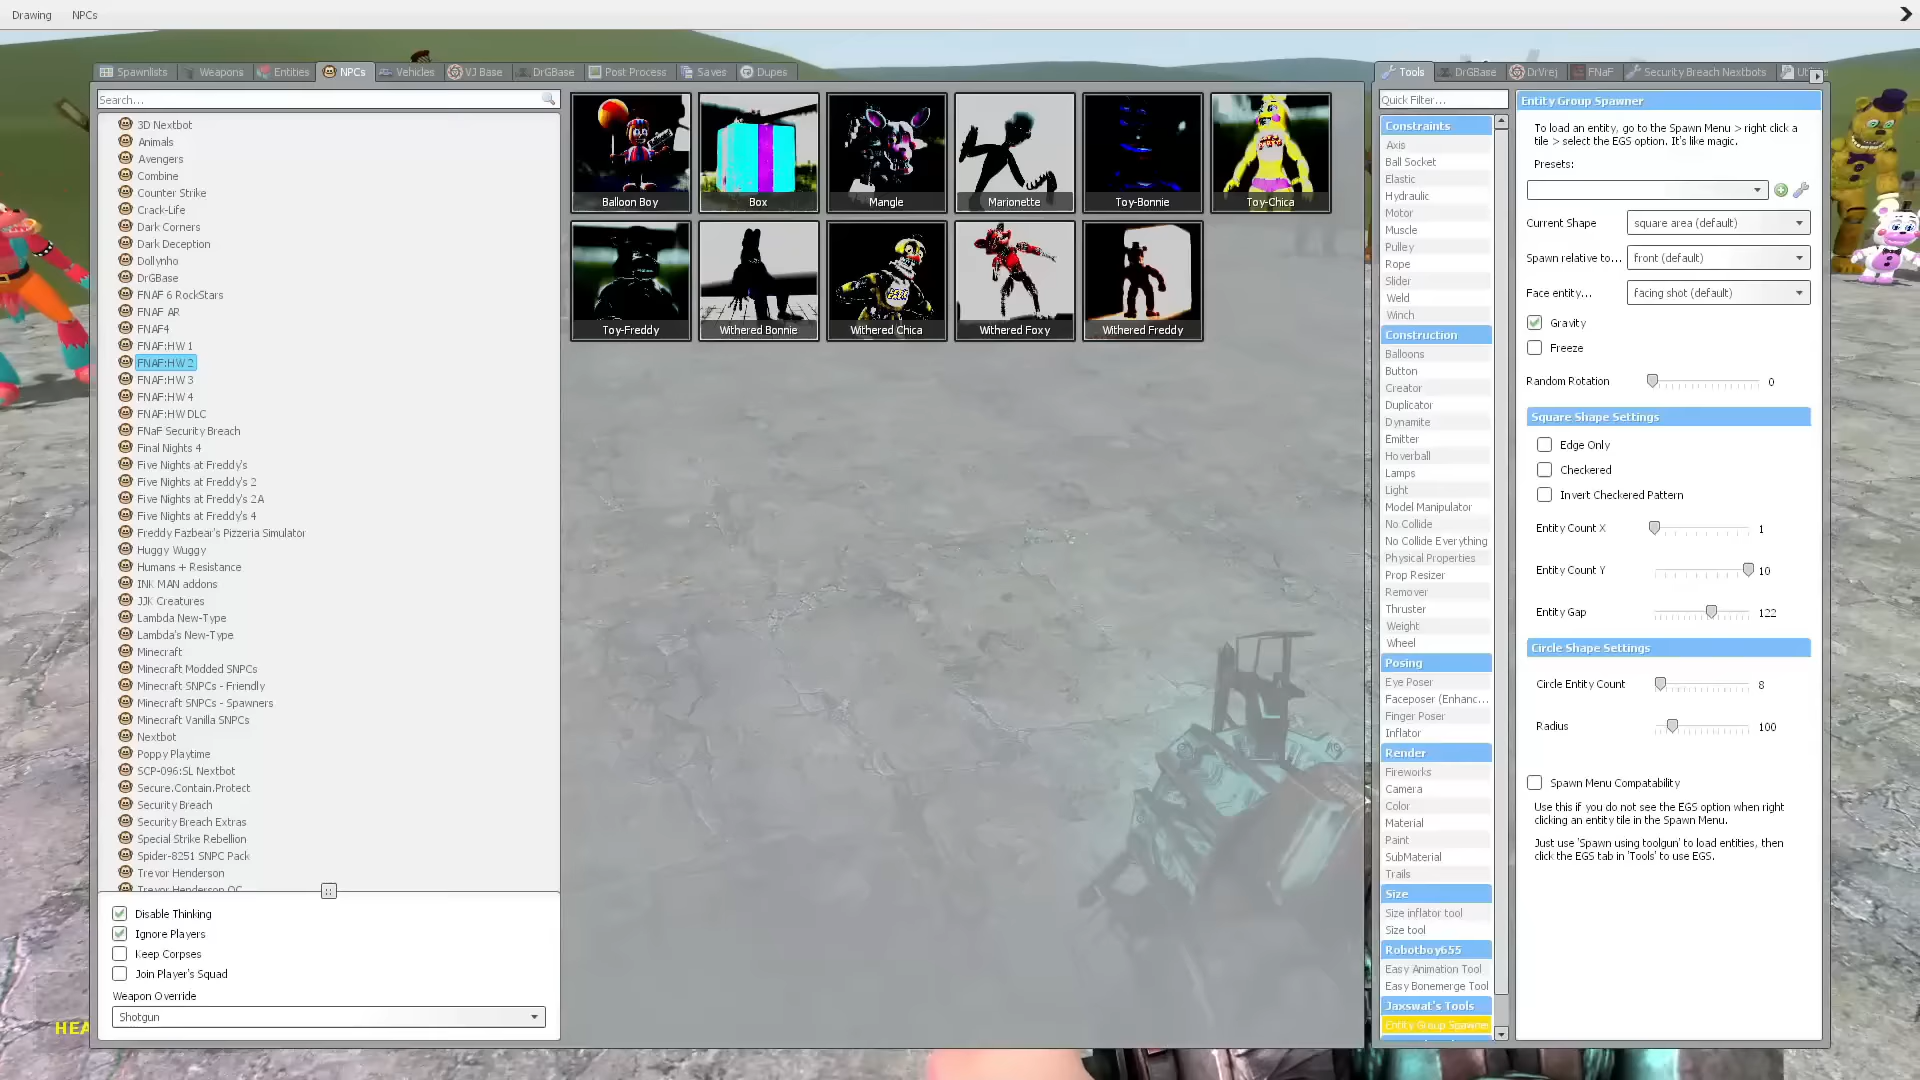 Drawing NPCs
Spawnlists Weapons Entities NPCs Vehicles VJ Base DrGBase Post Process Saves Dupes
Search...
3D Nextbot
Animals
Avengers
Combine
Counter Strike
Crack-Life
Dark Corners
Dark Deception
Dollynho
DrGBase
FNAF 6 RockStars
FNAF AR
FNAF4
FNAF:HW 1
FNAF:HW 2
FNAF:HW 3
FNAF:HW 4
FNAF:HW DLC
FNaF Security Breach
Final Nights 4
Five Nights at Freddy's
Five Nights at Freddy's 2
Five Nights at Freddy's 2A
Five Nights at Freddy's 4
Freddy Fazbear's Pizzeria Simulator
Huggy Wuggy
Humans + Resistance
INK MAN addons
JJK Creatures
Lambda New-Type
Lambda's New-Type
Minecraft
Minecraft Modded SNPCs
Minecraft SNPCs - Friendly
Minecraft SNPCs - Spawners
Minecraft Vanilla SNPCs
Nextbot
Poppy Playtime
SCP-096:SL Nextbot
Secure.Contain.Protect
Security Breach
Security Breach Extras
Special Strike Rebellion
Spider-8251 SNPC Pack
Trevor Henderson
Trevor Henderson OC
Disable Thinking
Ignore Players
Keep Corpses
Join Player's Squad
Weapon Override
Shotgun
HEA
Balloon Boy Box Mangle Marionette Toy-Bonnie Toy-Chica
Toy-Freddy Withered Bonnie Withered Chica Withered Foxy Withered Freddy
Tools DrGBase DrVrej FNaF Security Breach Nextbots
Quick Filter...
Constraints
Axis
Ball Socket
Elastic
Hydraulic
Motor
Muscle
Pulley
Rope
Slider
Weld
Winch
Construction
Balloons
Button
Creator
Duplicator
Dynamite
Emitter
Hoverball
Lamps
Light
Model Manipulator
No Collide
No Collide Everything
Physical Properties
Prop Resizer
Remover
Thruster
Weight
Wheel
Posing
Eye Poser
Faceposer (Enhanc...
Finger Poser
Inflator
Render
Fireworks
Camera
Color
Material
Paint
SubMaterial
Trails
Size
Size inflator tool
Size tool
Robotboy655
Easy Animation Tool
Easy Bonemerge Tool
Jaxswat's Tools
Entity Group Spawner
Entity Group Spawner
To load an entity, go to the Spawn Menu > right click a
tile > select the EGS option. It's like magic.
Presets:
Current Shape square area (default)
Spawn relative to... front (default)
Face entity... facing shot (default)
Gravity
Freeze
Random Rotation 0
Square Shape Settings
Edge Only
Checkered
Invert Checkered Pattern
Entity Count X 1
Entity Count Y 10
Entity Gap 122
Circle Shape Settings
Circle Entity Count 8
Radius 100
Spawn Menu Compatability
Use this if you do not see the EGS option when right
clicking an entity tile in the Spawn Menu.
Just use 'Spawn using toolgun' to load entities, then
click the EGS tab in 'Tools' to use EGS.